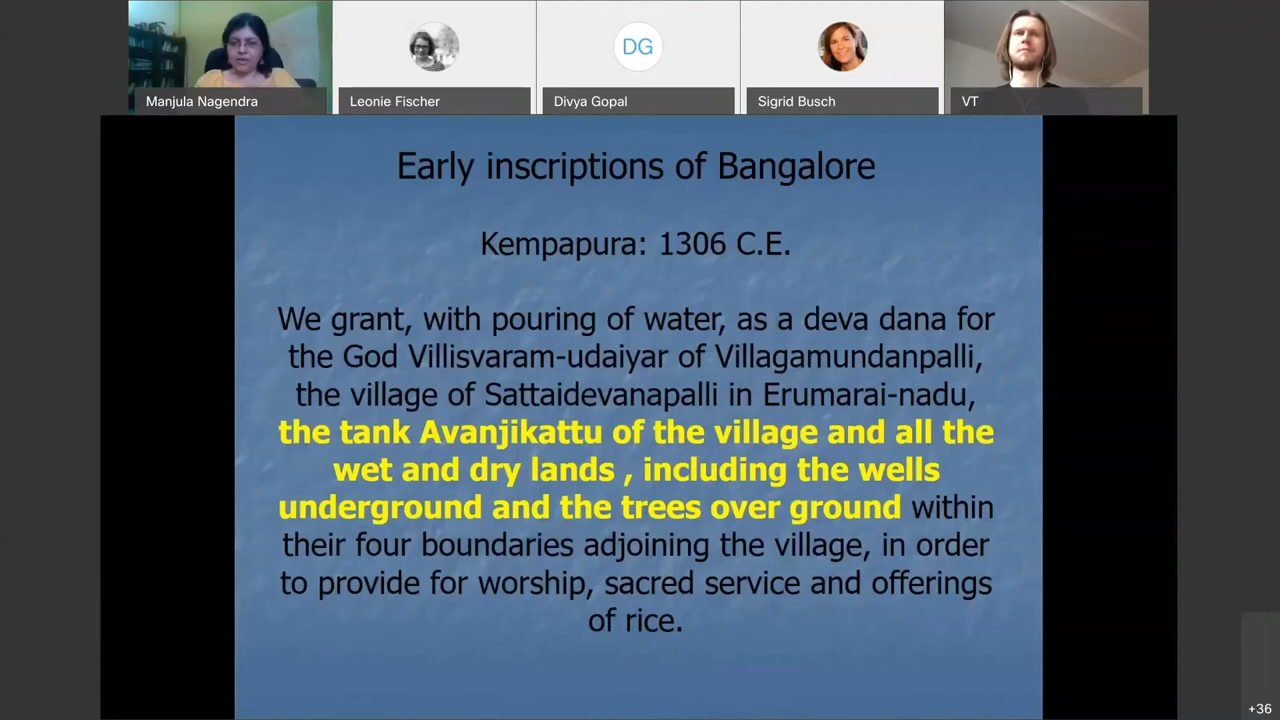 Manjula Nagendra
Leonie Fischer
DG
Divya Gopal
Sigrid Busch
VT
Early inscriptions of Bangalore
Kempapura: 1306 C.E.
We grant, with pouring of water, as a deva dana for
the God Villisvaram-udaiyar of Villagamundanpalli,
the village of Sattaidevanapalli in Erumarai-nadu,
the tank Avanjikattu of the village and all the
wet and dry lands , including the wells
underground and the trees over ground within
their four boundaries adjoining the village, in order
to provide for worship, sacred service and offerings
of rice.
+36